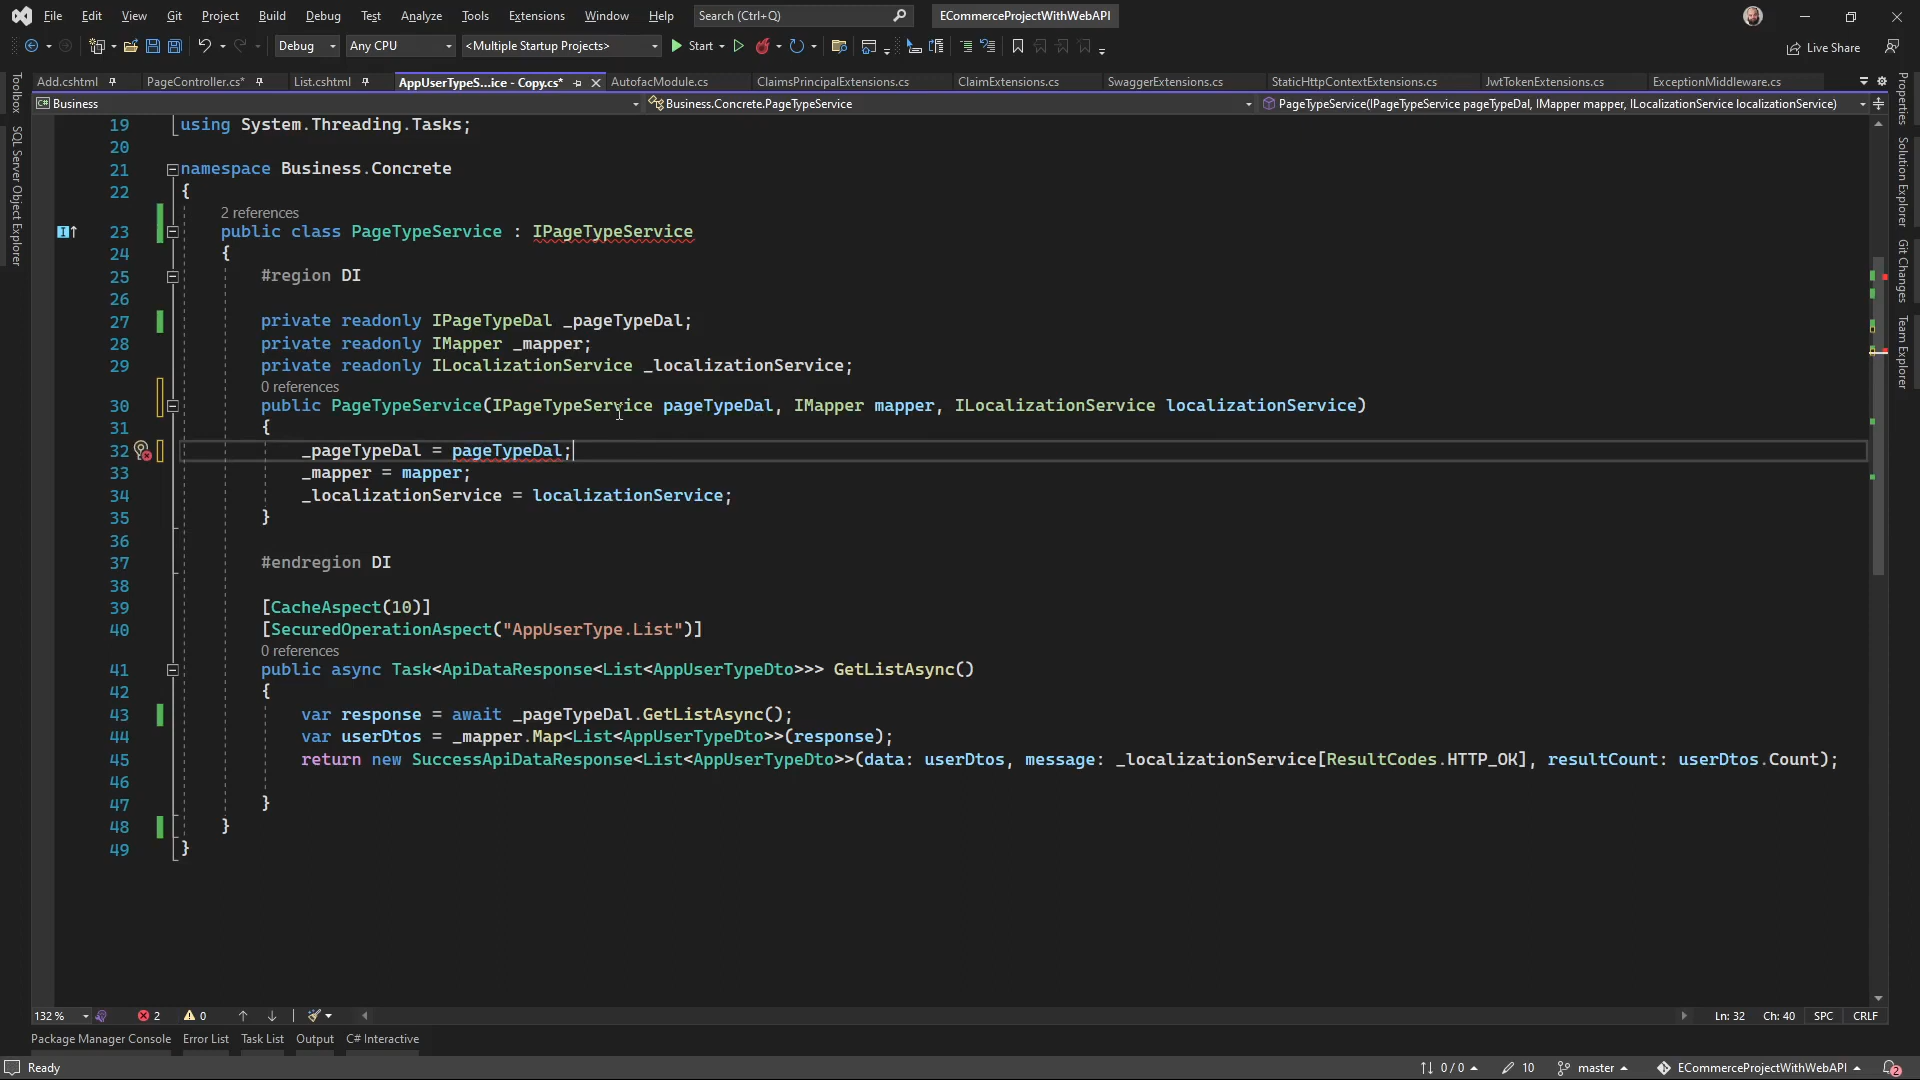 File Edit View Git Project Build Debug Test Analyze Tools Extensions Window Help Search (Ctrl+Q) ECommerceProjectWithWebAPI
Debug Any CPU <Multiple Startup Projects> Start Live Share
Add.cshtml PageController.cs* List.cshtml AppUserTypeS...ice - Copy.cs* AutofacModule.cs ClaimsPrincipalExtensions.cs ClaimExtensions.cs SwaggerExtensions.cs StaticHttpContextExtensions.cs JwtTokenExtensions.cs ExceptionMiddleware.cs
C# Business Business.Concrete.PageTypeService PageTypeService(IPageTypeService pageTypeDal, IMapper mapper, ILocalizationService localizationService)
Toolbox
SQL Server Object Explorer
19 using System.Threading.Tasks;
20
21 namespace Business.Concrete
22 {
2 references
23 public class PageTypeService : IPageTypeService
24 {
25 #region DI
26
27 private readonly IPageTypeDal _pageTypeDal;
28 private readonly IMapper _mapper;
29 private readonly ILocalizationService _localizationService;
0 references
30 public PageTypeService(IPageTypeService pageTypeDal, IMapper mapper, ILocalizationService localizationService)
31 {
32 _pageTypeDal = pageTypeDal;
33 _mapper = mapper;
34 _localizationService = localizationService;
35 }
36
37 #endregion DI
38
39 [CacheAspect(10)]
40 [SecuredOperationAspect("AppUserType.List")]
0 references
41 public async Task<ApiDataResponse<List<AppUserTypeDto>>> GetListAsync()
42 {
43 var response = await _pageTypeDal.GetListAsync();
44 var userDtos = _mapper.Map<List<AppUserTypeDto>>(response);
45 return new SuccessApiDataResponse<List<AppUserTypeDto>>(data: userDtos, message: _localizationService[ResultCodes.HTTP_OK], resultCount: userDtos.Count);
46
47 }
48 }
49 }
Properties
Solution Explorer
Git Changes
Team Explorer
132 % 2 0 Ln: 32 Ch: 40 SPC CRLF
Package Manager Console Error List Task List Output C# Interactive
Ready 0 / 0 10 master ECommerceProjectWithWebAPI 2